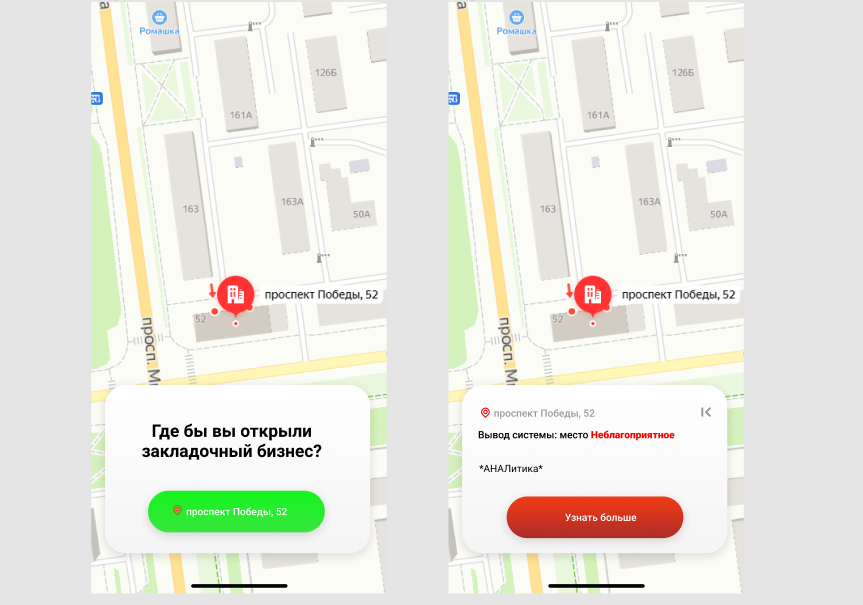 Ромашка
126Б
161А
163
163А
50А
проспект Победы, 52
52
просп. М
Где бы вы открыли
закладочный бизнес?
проспект Победы, 52
Ромашка
126Б
161А
163
163А
50А
проспект Победы, 52
52
просп. М
проспект Победы, 52
Вывод системы: место Неблагоприятное
*АНАЛитика*
Узнать больше